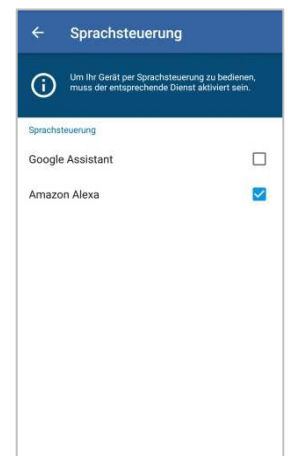 Sprachsteuerung
Um Ihr Gerät per Sprachsteuerung zu bedienen,
muss der entsprechende Dienst aktiviert sein.
Sprachsteuerung
Google Assistant
Amazon Alexa